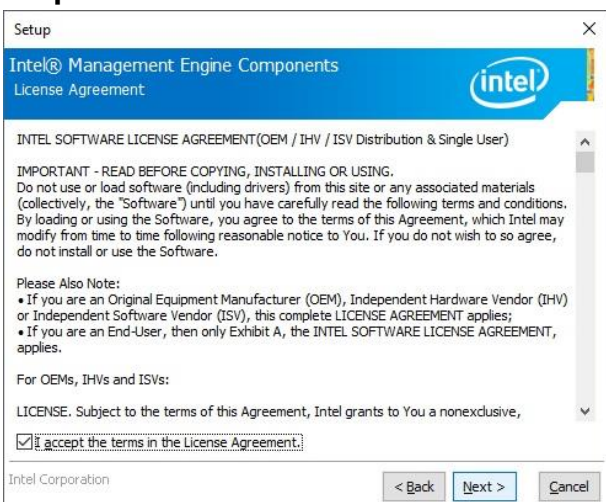 Setup
Intel® Management Engine Components
License Agreement
intel
INTEL SOFTWARE LICENSE AGREEMENT(OEM / IHV / ISV Distribution & Single User)
IMPORTANT - READ BEFORE COPYING, INSTALLING OR USING.
Do not use or load software (including drivers) from this site or any associated materials
(collectively, the "Software") until you have carefully read the following terms and conditions.
By loading or using the Software, you agree to the terms of this Agreement, which Intel may
modify from time to time following reasonable notice to You. If you do not wish to so agree,
do not install or use the Software.
Please Also Note:
• If you are an Original Equipment Manufacturer (OEM), Independent Hardware Vendor (IHV)
or Independent Software Vendor (ISV), this complete LICENSE AGREEMENT applies;
• If you are an End-User, then only Exhibit A, the INTEL SOFTWARE LICENSE AGREEMENT,
applies.
For OEMs, IHVs and ISVs:
LICENSE. Subject to the terms of this Agreement, Intel grants to You a nonexclusive,
I accept the terms in the License Agreement.
Intel Corporation
< Back Next > Cancel